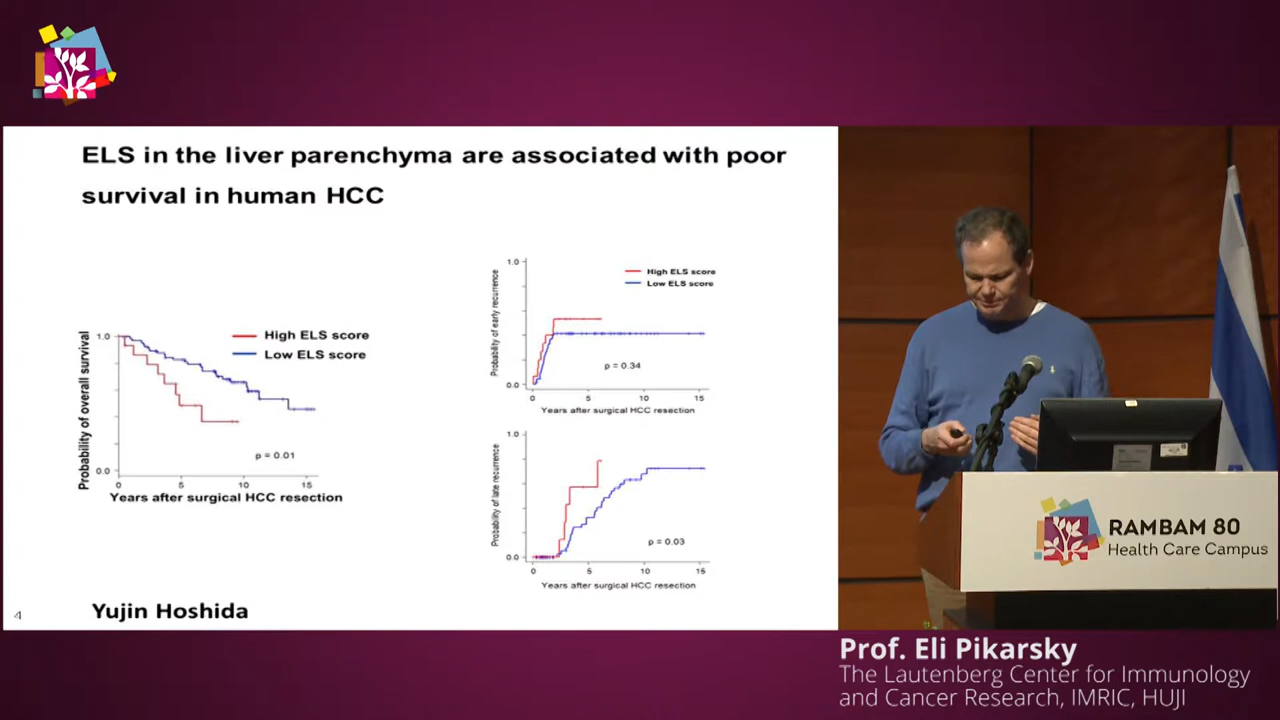 ELS in the liver parenchyma are associated with poor
survival in human HCC
Probability of overall survival
1.0
0.0
High ELS score
Low ELS score
p = 0.01
0
5
10
15
Years after surgical HCC resection
Probability of early recurrence
1.0
0.0
High ELS score
Low ELS score
p = 0.34
0
5
10
15
Years after surgical HCC resection
Probability of late recurrence
1.0
0.0
p = 0.03
0
5
10
15
Years after surgical HCC resection
4
Yujin Hoshida
RAMBAM 80
Health Care Campus
Prof. Eli Pikarsky
The Lautenberg Center for Immunology
and Cancer Research, IMRIC, HUJI